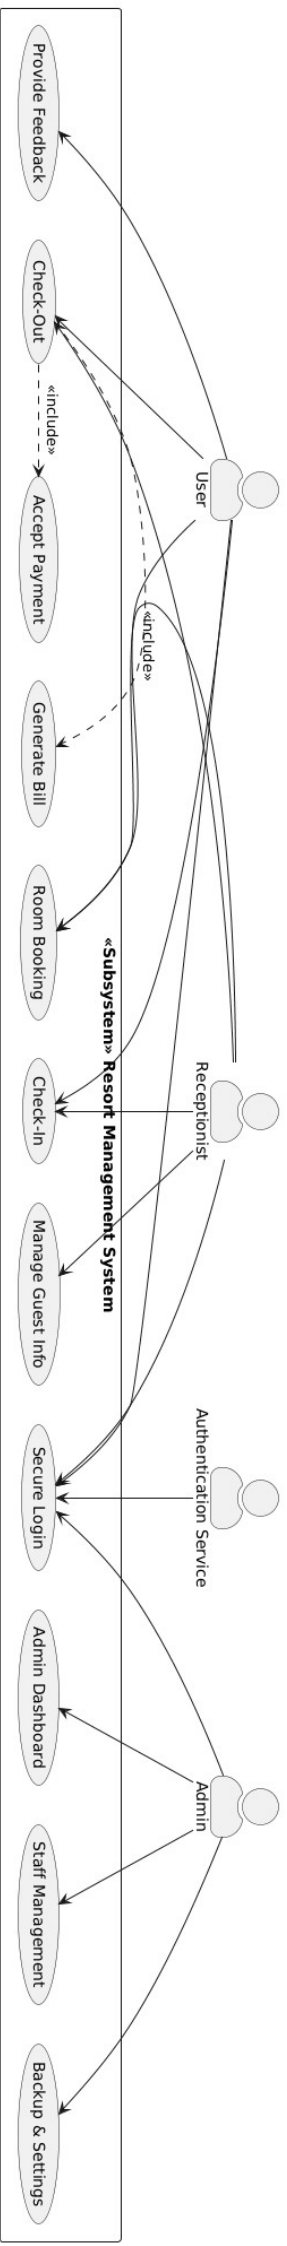 User
Receptionist
Authentication Service
Admin
«Subsystem» Resort Management System
«include»
«include»
Provide Feedback
Check-Out
Accept Payment
Generate Bill
Room Booking
Check-In
Manage Guest Info
Secure Login
Admin Dashboard
Staff Management
Backup & Settings